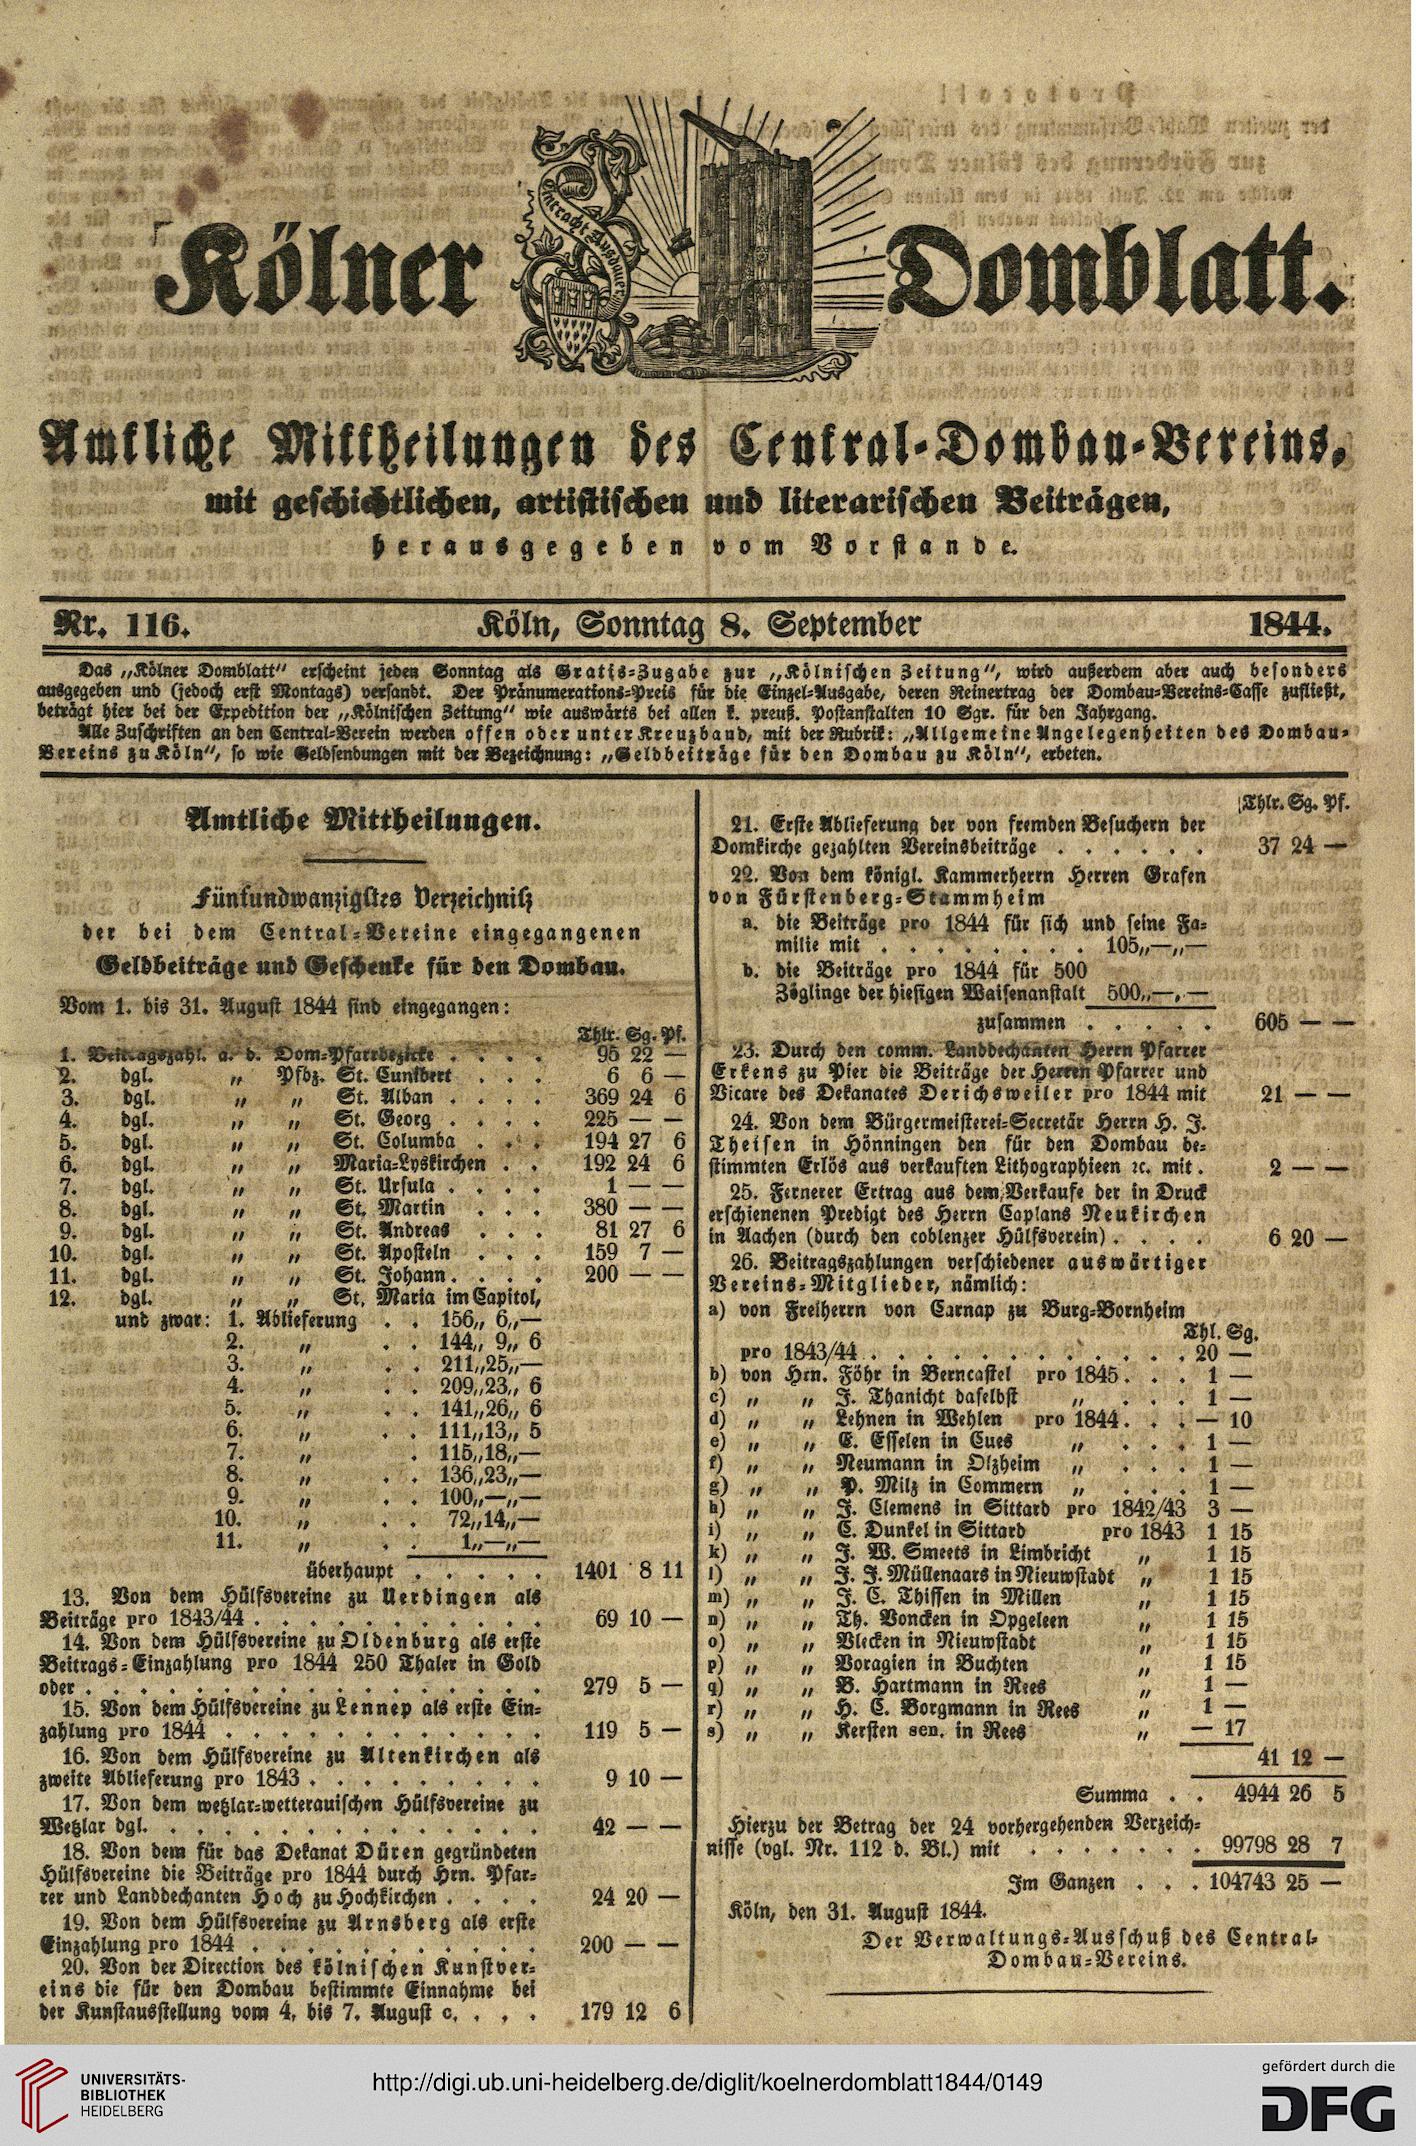 Eintracht Ausdauer
Kölner Domblatt.
Amtliche Mittheilungen des Central-Dombau-Vereins,
mit geschichtlichen, artistischen und literarischen Beiträgen,
herausgegeben vom Vorstande.
Nr. 116. Köln, Sonntag 8. September 1844.
Das „Kölner Domblatt" erscheint jeden Sonntag als Gratis-Zugabe zur „Kölnischen Zeitung", wird außerdem aber auch besonders
ausgegeben und (jedoch erst Montags) versandt. Der Pränumerations-Preis für die Einzel-Ausgabe, deren Reinertrag der Dombau-Vereins-Casse zufließt,
beträgt hier bei der Expedition der „Kölnischen Zeitung" wie auswärts bei allen k. preuß. Postanstalten 10 Sgr. für den Jahrgang.
Alle Zuschriften an den Central-Verein werden offen oder unter Kreuzband, mit der Rubrik: „Allgemeine Angelegenheiten des Dombau-
Vereins zu Köln", so wie Geldsendungen mit der Bezeichnung: „Geldbeiträge für den Dombau zu Köln", erbeten.
Amtliche Mittheilungen.
Fünfundwanzigstes Verzeichniß
der bei dem Central-Vereine eingegangenen
Geldbeiträge und Geschenke für den Dombau.
Vom 1. bis 31. August 1844 sind eingegangen:
Thlr. Sg. Pf.
1. Beitragszahl. a. d. Dom-Pfarrbezirke . . . . 95 22 —
2. dgl. „ Pfbz. St. Cunibert . . . . 6 6 —
3. dgl. „ „ St. Alban . . . . 369 24 6
4. dgl. „ „ St. Georg . . . . 225 — —
5. dgl. „ „ St. Columba . . . 194 27 6
6. dgl. „ „ Maria-Lyskirchen . . 192 24 6
7. dgl. „ „ St. Ursula . . . . 1 — —
8. dgl. „ „ St. Martin . . . 380 — —
9. dgl. „ „ St. Andreas . . . 81 27 6
10. dgl. „ „ St. Aposteln . . . 159 7 —
11. dgl. „ „ St. Johann . . . . 200 — —
12. dgl. „ „ St. Maria im Capitol,
und zwar: 1. Ablieferung . . 156„ 6„—
2. „ . . 144„ 9„ 6
3. „ . . 211„25„—
4. „ . . 209„23„ 6
5. „ . . 141„26„ 6
6. „ . . 111„13„ 5
7. „ . 115„18„—
8. „ . . 136„23„—
9. „ . . 100„—„—
10. „ . . 72„14„—
11. „ . . 1„—„—
überhaupt . . . . . 1401 8 11
13. Von dem Hülfsvereine zu Uerdingen als
Beiträge pro 1843/44 . . . . . . . . . . . 69 10 —
14. Von dem Hülfsvereine zu Oldenburg als erste
Beitrags-Einzahlung pro 1844 250 Thaler in Gold
oder . . . . . . . . . . . . . . . . . 279 5 —
15. Von dem Hülfsvereine zu Lennep als erste Ein-
zahlung pro 1844 . . . . . . . . . . . . 119 5 —
16. Von dem Hülfsvereine zu Altenkirchen als
zweite Ablieferung pro 1843 . . . . . . . . . 9 10 —
17. Von dem wetzlar-wetterauischen Hülfsvereine zu
Wetzlar dgl. . . . . . . . . . . . . . . . 42 — —
18. Von dem für das Dekanat Düren gegründeten
Hülfsvereine die Beiträge pro 1844 durch Hrn. Pfar-
rer und Landdechanten Hoch zu Hochkirchen . . . . 24 20 —
19. Von dem Hülfsvereine zu Arnsberg als erste
Einzahlung pro 1844 . . . . . . . . . . . 200 — —
20. Von der Direction des kölnischen Kunstver-
eins die für den Dombau bestimmte Einnahme bei
der Kunstausstellung vom 4. bis 7. August c. . . . . 179 12 6
Thlr. Sg. Pf.
21. Erste Ablieferung der von fremden Besuchern der
Domkirche gezahlten Vereinsbeiträge . . . . . . 37 24 —
22. Von dem königl. Kammerherrn Herren Grafen
von Fürstenberg-Stammheim
a. die Beiträge pro 1844 für sich und seine Fa-
milie mit . . . . . . . . 105„—„—
b. die Beiträge pro 1844 für 500
Zöglinge der hiesigen Waisenanstalt 500„—„—
zusammen . . . . . 605 — —
23. Durch den comm. Landdechanten Herrn Pfarrer
Erkens zu Pier die Beiträge der Herren Pfarrer und
Vicare des Dekanates Derichsweiler pro 1844 mit 21 — —
24. Von dem Bürgermeisterei-Secretär Herrn H. J.
Theisen in Hönningen den für den Dombau be-
stimmten Erlös aus verkauften Lithographieen ꝛc. mit . 2 — —
25. Fernerer Ertrag aus dem Verkaufe der in Druck
erschienenen Predigt des Herrn Caplans Neukirchen
in Aachen (durch den coblenzer Hülfsverein) . . . . 6 20 —
26. Beitragszahlungen verschiedener auswärtiger
Vereins-Mitglieder, nämlich:
a) von Freiherrn von Carnap zu Burg-Bornheim
Thl. Sg.
pro 1843/44 . . . . . . . . . . . . 20 —
b) von Hrn. Föhr in Berncastel pro 1845 . . . 1 —
c) „ „ J. Thanicht daselbst „ . . . 1 —
d) „ „ Lehnen in Wehlen pro 1844 . . . — 10
e) „ „ E. Esselen in Cues „ . . . 1 —
f) „ „ Neumann in Olzheim „ . . . 1 —
g) „ „ P. Milz in Commern „ . . . 1 —
h) „ „ J. Clemens in Sittard pro 1842/43 3 —
i) „ „ C. Dunkel in Sittard pro 1843 1 15
k) „ „ J. W. Smeets in Limbricht „ 1 15
l) „ „ J. J. Müllenaars in Nieuwstadt „ 1 15
m) „ „ J. C. Thissen in Millen „ 1 15
n) „ „ Th. Voncken in Opgeleen „ 1 15
o) „ „ Vlecken in Nieuwstadt „ 1 15
p) „ „ Voragien in Buchten „ 1 15
q) „ „ B. Hartmann in Rees „ 1 —
r) „ „ H. C. Borgmann in Rees „ 1 —
s) „ „ Kersten sen. in Rees „ — 17
41 12 —
Summa . . 4944 26 5
Hierzu der Betrag der 24 vorhergehenden Verzeich-
nisse (vgl. Nr. 112 d. Bl.) mit . . . . . . . 99798 28 7
Im Ganzen . . . 104743 25 —
Köln, den 31. August 1844.
Der Verwaltungs-Ausschuß des Central-
Dombau-Vereins.
UNIVERSITÄTS-
BIBLIOTHEK
HEIDELBERG
http://digi.ub.uni-heidelberg.de/diglit/koelnerdomblatt1844/0149
gefördert durch die
DFG